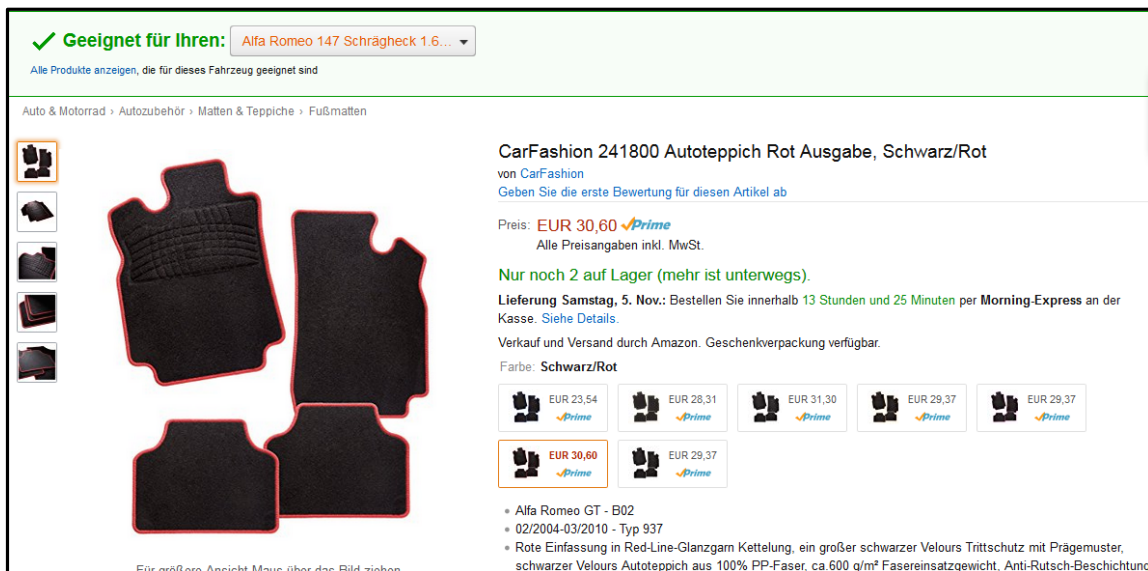 Geeignet für Ihren: Alfa Romeo 147 Schrägheck 1.6...
Alle Produkte anzeigen, die für dieses Fahrzeug geeignet sind
Auto & Motorrad › Autozubehör › Matten & Teppiche › Fußmatten
CarFashion 241800 Autoteppich Rot Ausgabe, Schwarz/Rot
von CarFashion
Geben Sie die erste Bewertung für diesen Artikel ab
Preis: EUR 30,60 Prime
Alle Preisangaben inkl. MwSt.
Nur noch 2 auf Lager (mehr ist unterwegs).
Lieferung Samstag, 5. Nov.: Bestellen Sie innerhalb 13 Stunden und 25 Minuten per Morning-Express an der
Kasse. Siehe Details.
Verkauf und Versand durch Amazon. Geschenkverpackung verfügbar.
Farbe: Schwarz/Rot
EUR 23,54 EUR 28,31 EUR 31,30 EUR 29,37 EUR 29,37
Prime Prime Prime Prime Prime
EUR 30,60 EUR 29,37
Prime Prime
• Alfa Romeo GT - B02
• 02/2004-03/2010 - Typ 937
• Rote Einfassung in Red-Line-Glanzgarn Kettelung, ein großer schwarzer Velours Trittschutz mit Prägemuster,
schwarzer Velours Autoteppich aus 100% PP-Faser, ca.600 g/m² Fasereinsatzgewicht, Anti-Rutsch-Beschichtung
Für größere Ansicht Maus über das Bild ziehen